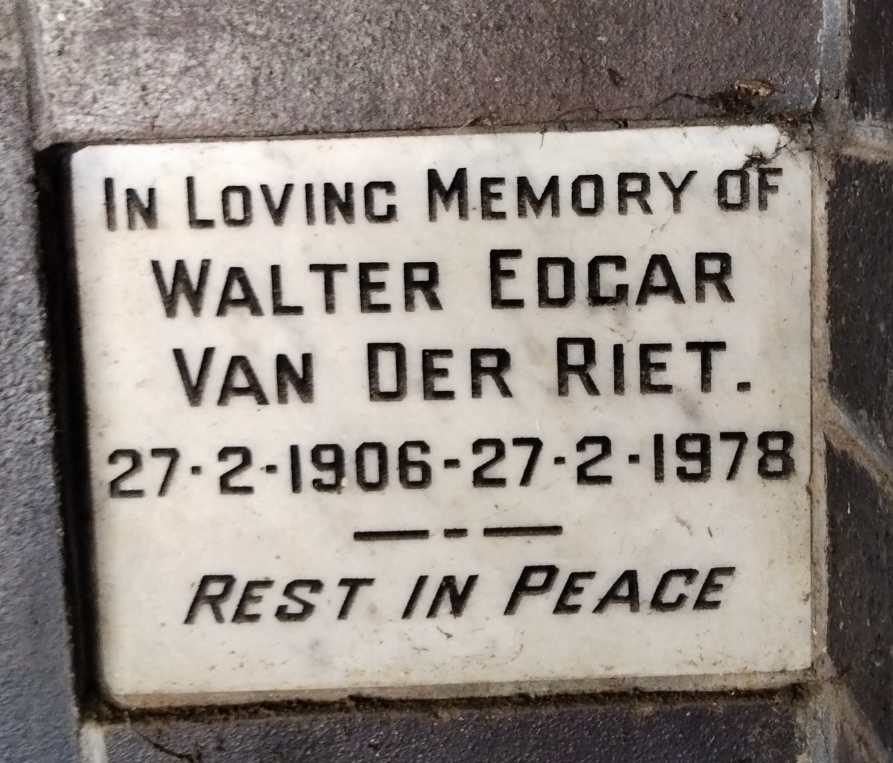 IN LOVING MEMORY OF
WALTER EDGAR
VAN DER RIET.
27·2·1906-27·2·1978
REST IN PEACE